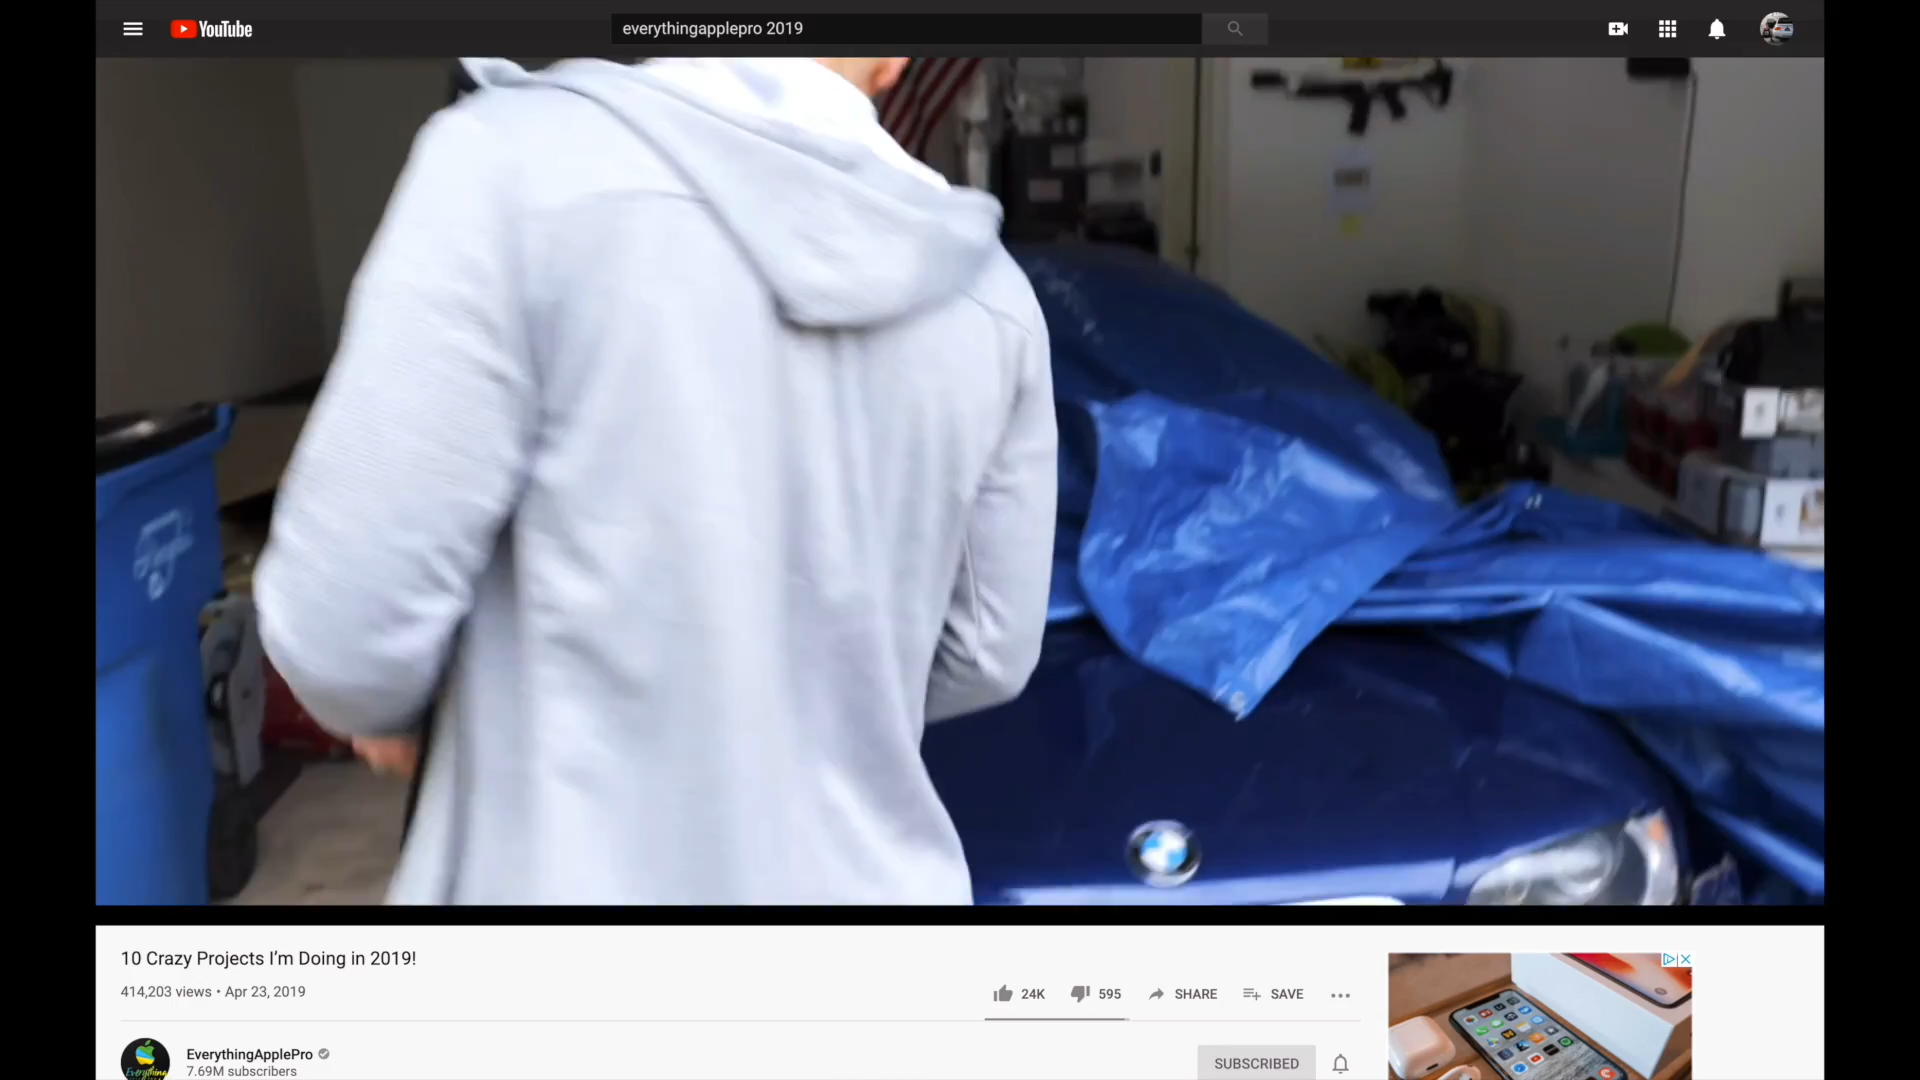 YouTube
everythingapplepro 2019
10 Crazy Projects I'm Doing in 2019!
414,203 views • Apr 23, 2019
24K
595
SHARE
SAVE
EverythingApplePro
7.69M subscribers
SUBSCRIBED
Everything